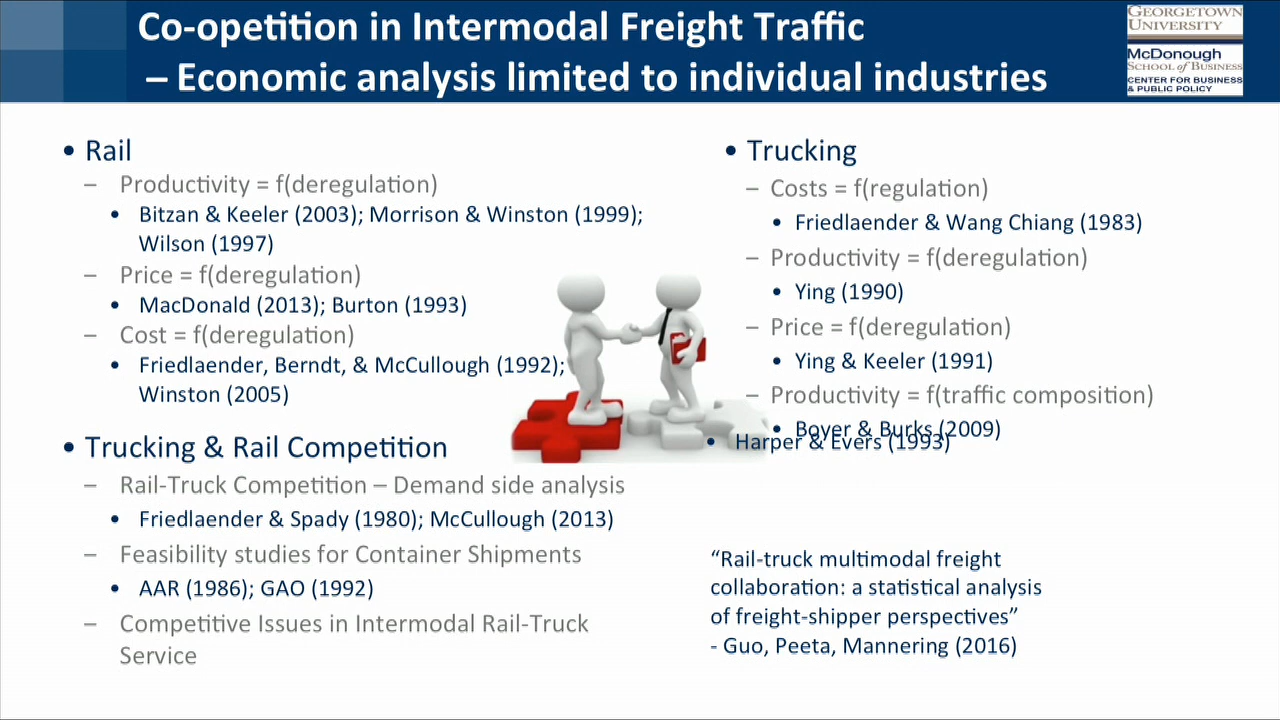 Co-opetition in Intermodal Freight Traffic
– Economic analysis limited to individual industries
GEORGETOWN
UNIVERSITY
McDonough
SCHOOL of BUSINESS
CENTER FOR BUSINESS
& PUBLIC POLICY
• Rail
– Productivity = f(deregulation)
• Bitzan & Keeler (2003); Morrison & Winston (1999);
Wilson (1997)
– Price = f(deregulation)
• MacDonald (2013); Burton (1993)
– Cost = f(deregulation)
• Friedlaender, Berndt, & McCullough (1992);
Winston (2005)
• Trucking & Rail Competition
– Rail-Truck Competition – Demand side analysis
• Friedlaender & Spady (1980); McCullough (2013)
– Feasibility studies for Container Shipments
• AAR (1986); GAO (1992)
– Competitive Issues in Intermodal Rail-Truck
Service
• Trucking
– Costs = f(regulation)
• Friedlaender & Wang Chiang (1983)
– Productivity = f(deregulation)
• Ying (1990)
– Price = f(deregulation)
• Ying & Keeler (1991)
– Productivity = f(traffic composition)
• Boyer & Burks (2009)
• Harper & Evers (1993)
“Rail-truck multimodal freight
collaboration: a statistical analysis
of freight-shipper perspectives”
- Guo, Peeta, Mannering (2016)